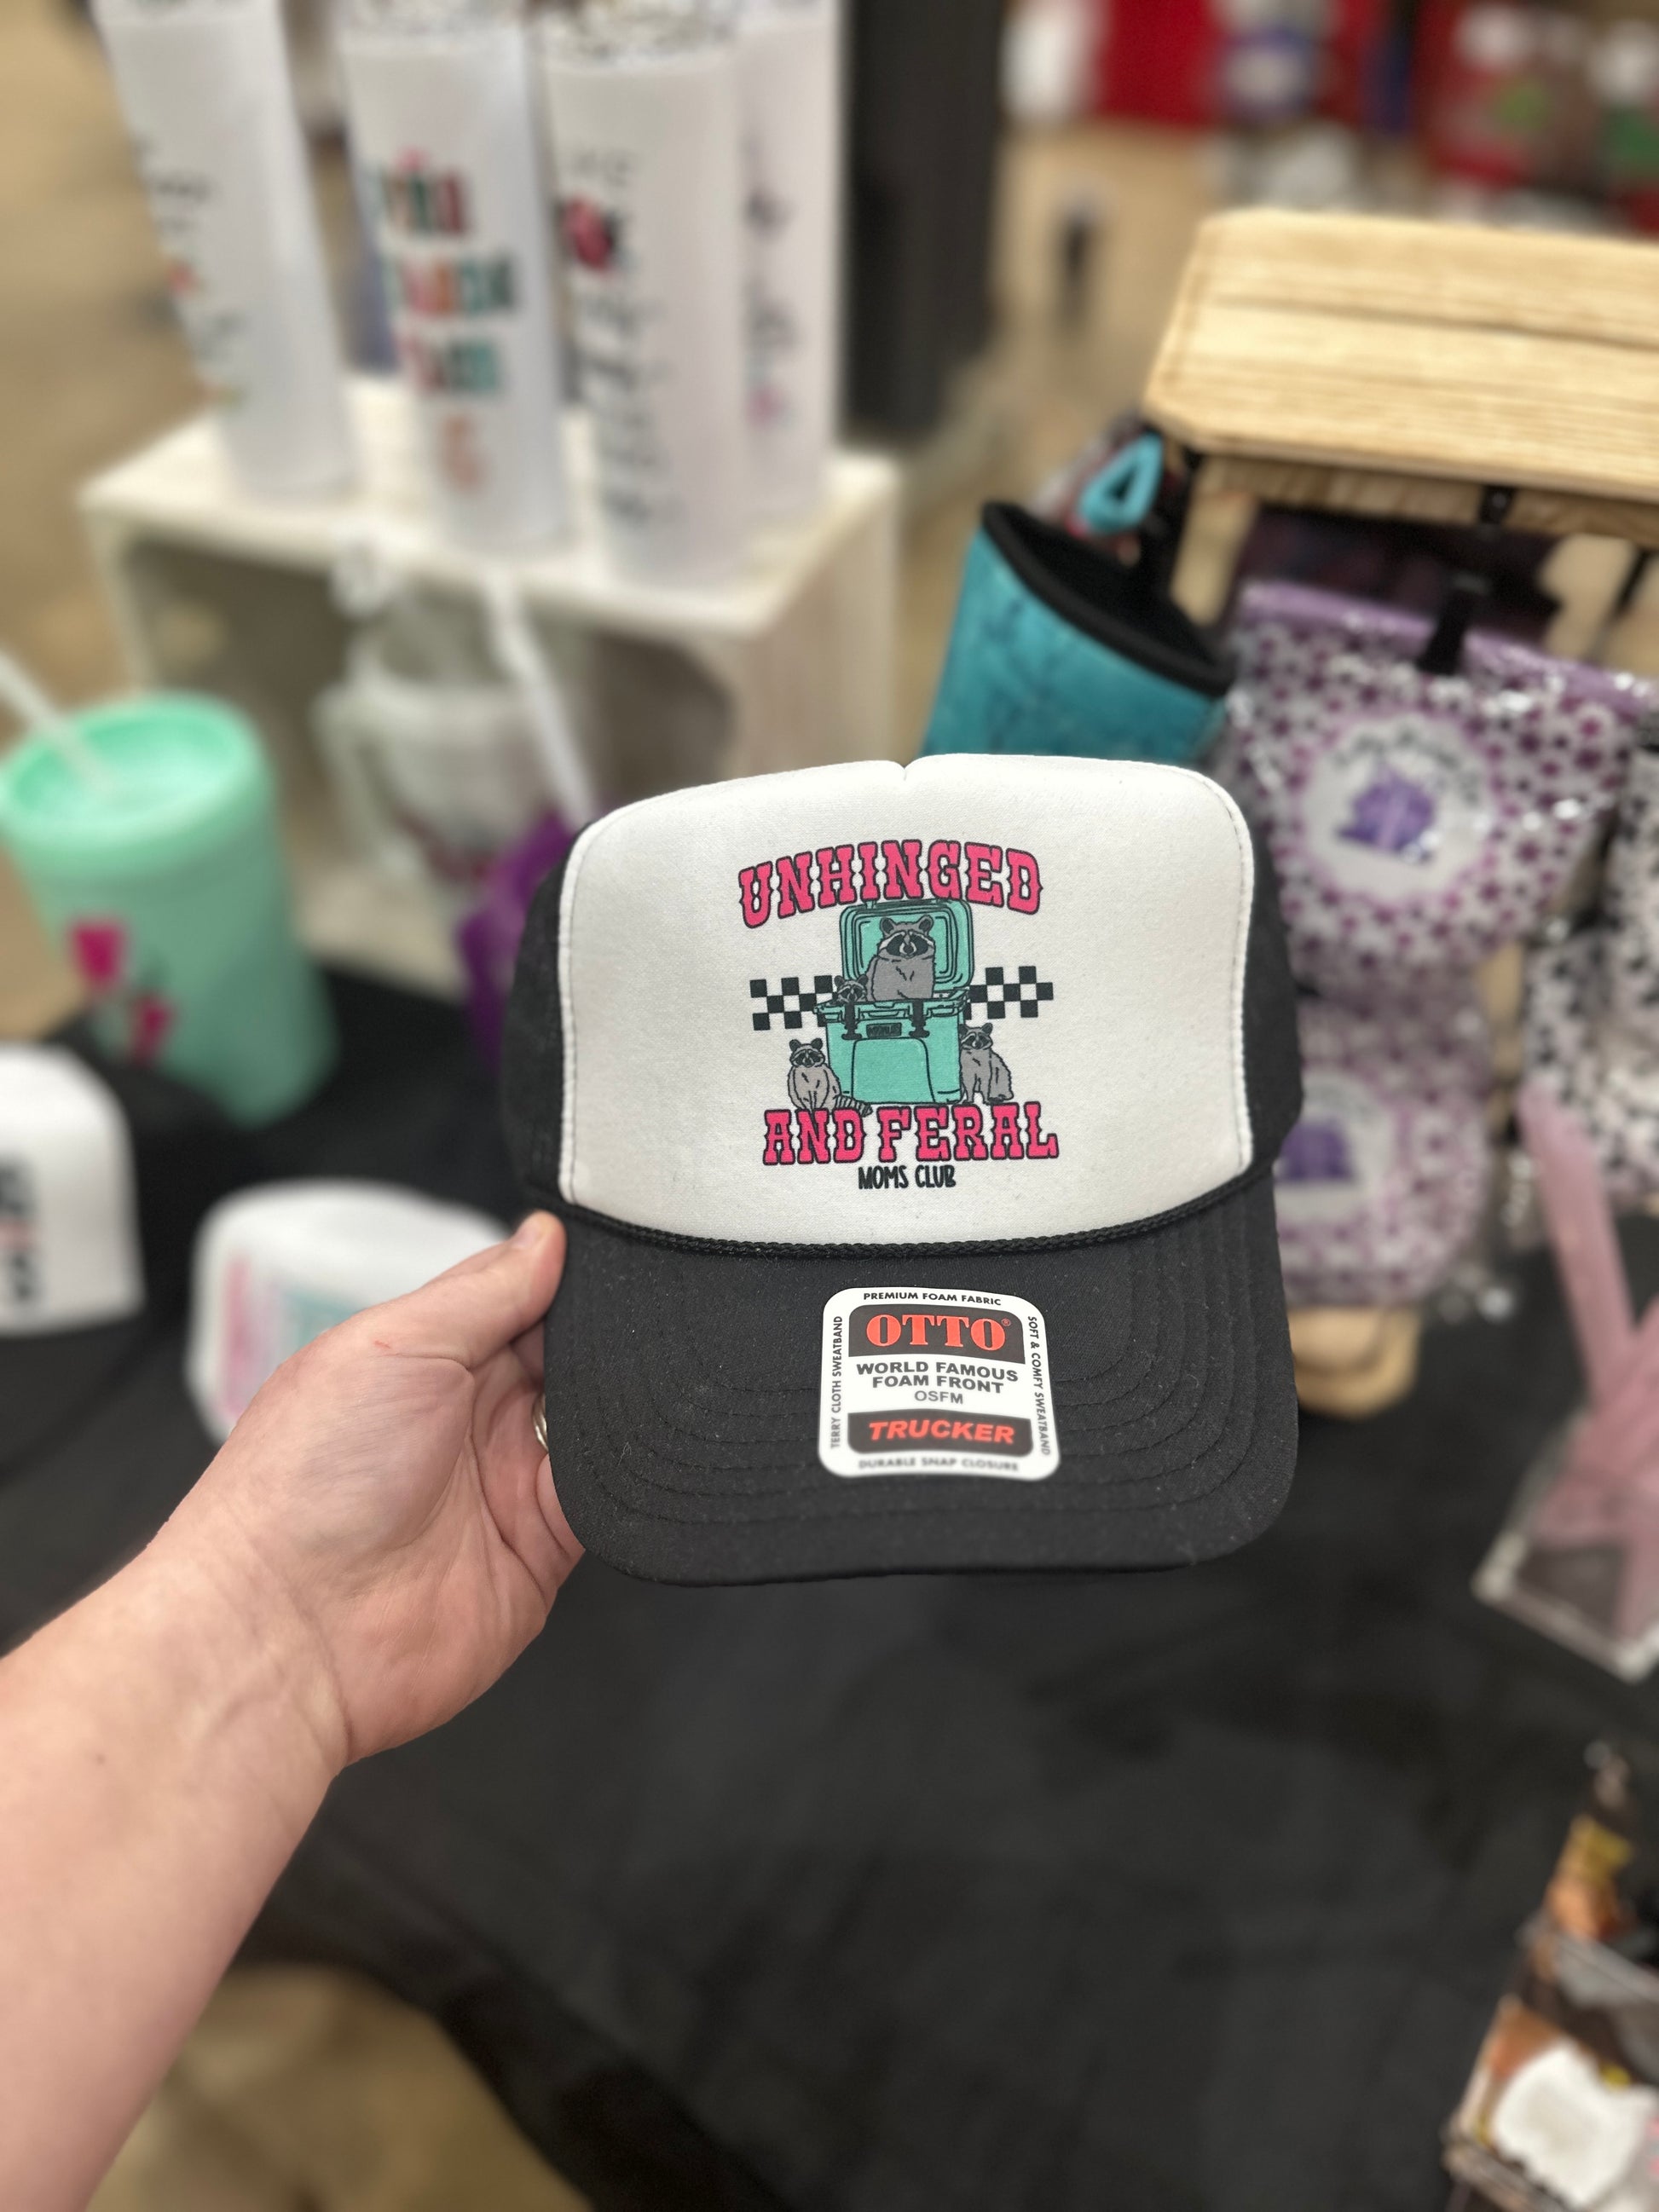 UNHINGED
AND FERAL
MOMS CLUB
PREMIUM FOAM FABRIC
OTTO®
WORLD FAMOUS
FOAM FRONT
OSFM
TRUCKER
DURABLE SNAP CLOSURE
TERRY CLOTH SWEATBAND
SOFT & COMFY SWEATBAND